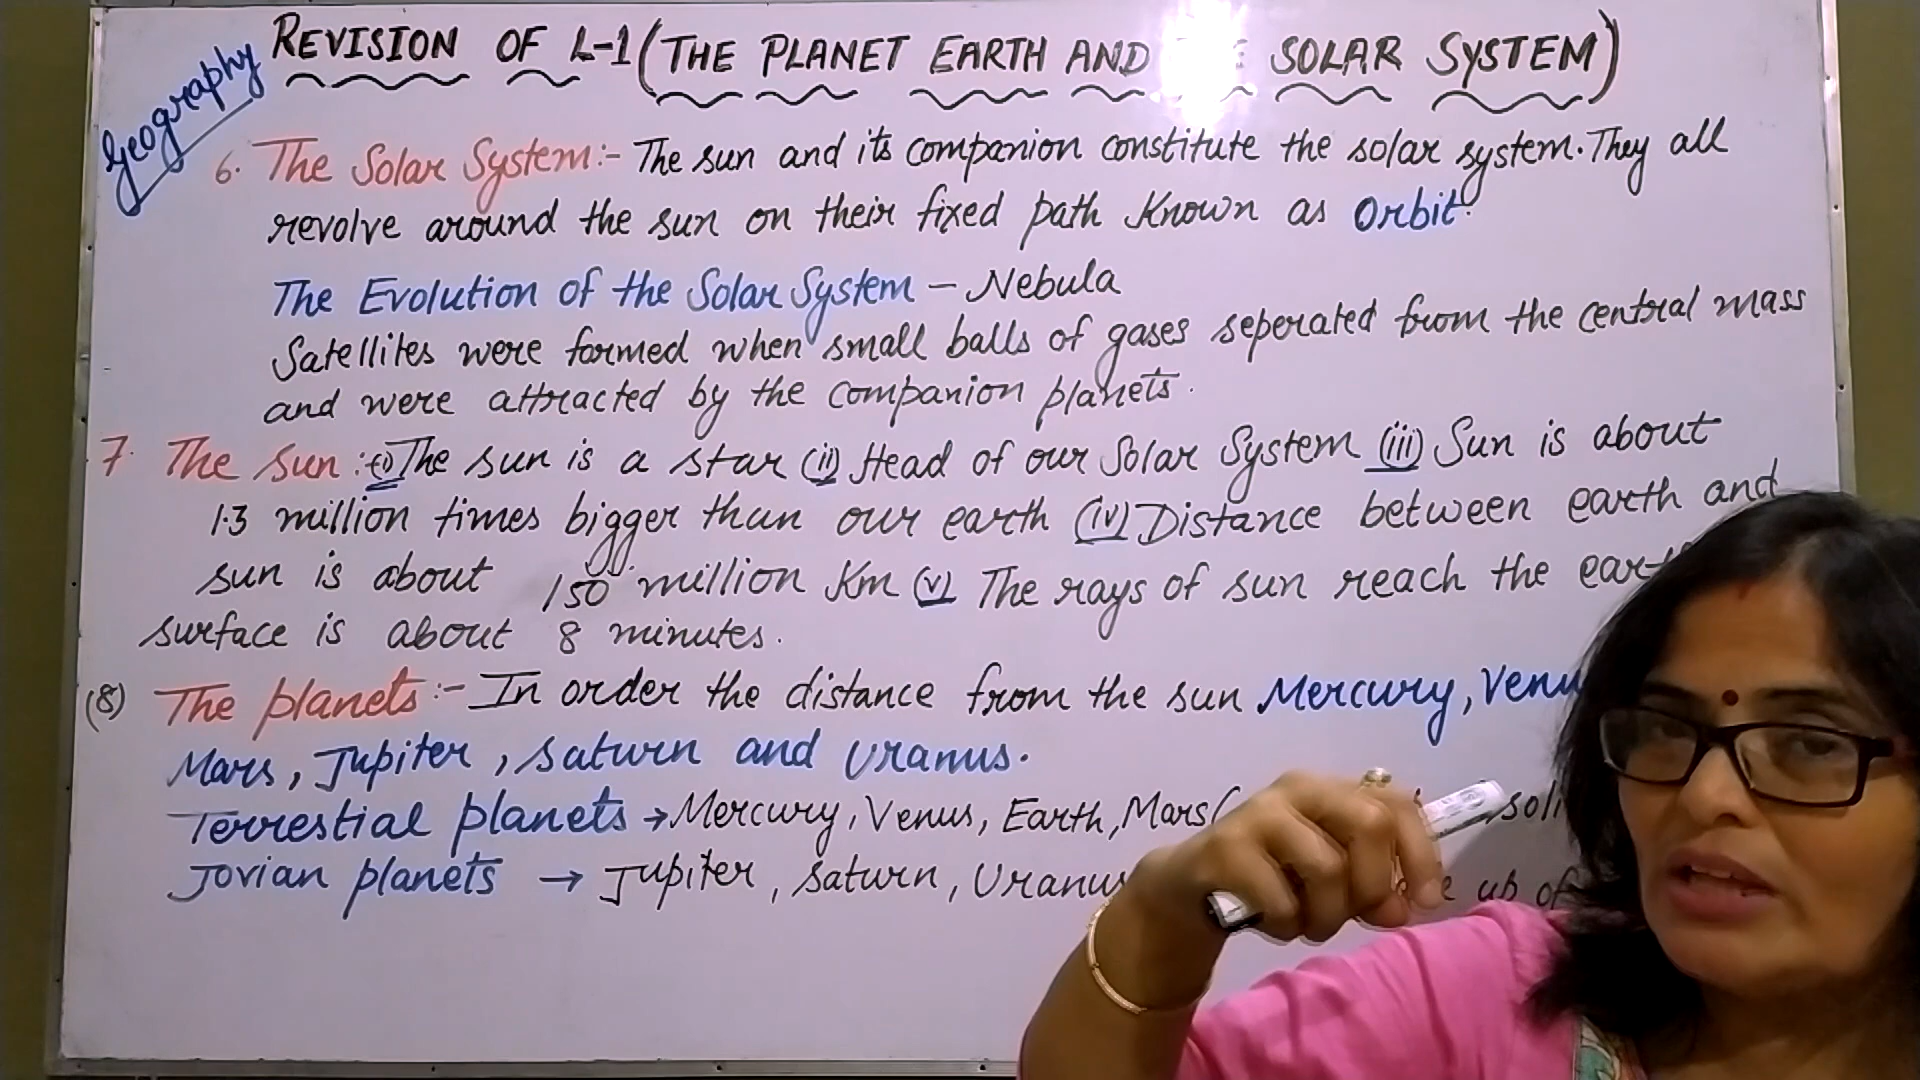 Geography
REVISION OF L-1 (THE PLANET EARTH AND SOLAR SYSTEM)
6. The Solar System:- The sun and its companion constitute the solar system. They all
revolve around the sun on their fixed path known as Orbit.
The Evolution of the Solar System - Nebula
Satellites were formed when small balls of gases seperated from the central mass
and were attracted by the companion planets.
7. The Sun :- (i) The sun is a star (ii) Head of our Solar System (iii) Sun is about
1.3 million times bigger than our earth (iv) Distance between earth and
sun is about 150 million Km (v) The rays of sun reach the
surface is about 8 minutes.
(8) The planets:- In order the distance from the sun Mercury,
Mars, Jupiter, Saturn and Uranus.
Terrestial planets → Mercury, Venus, Earth, Mars (
Jovian planets → Jupiter, Saturn, Uranus up of